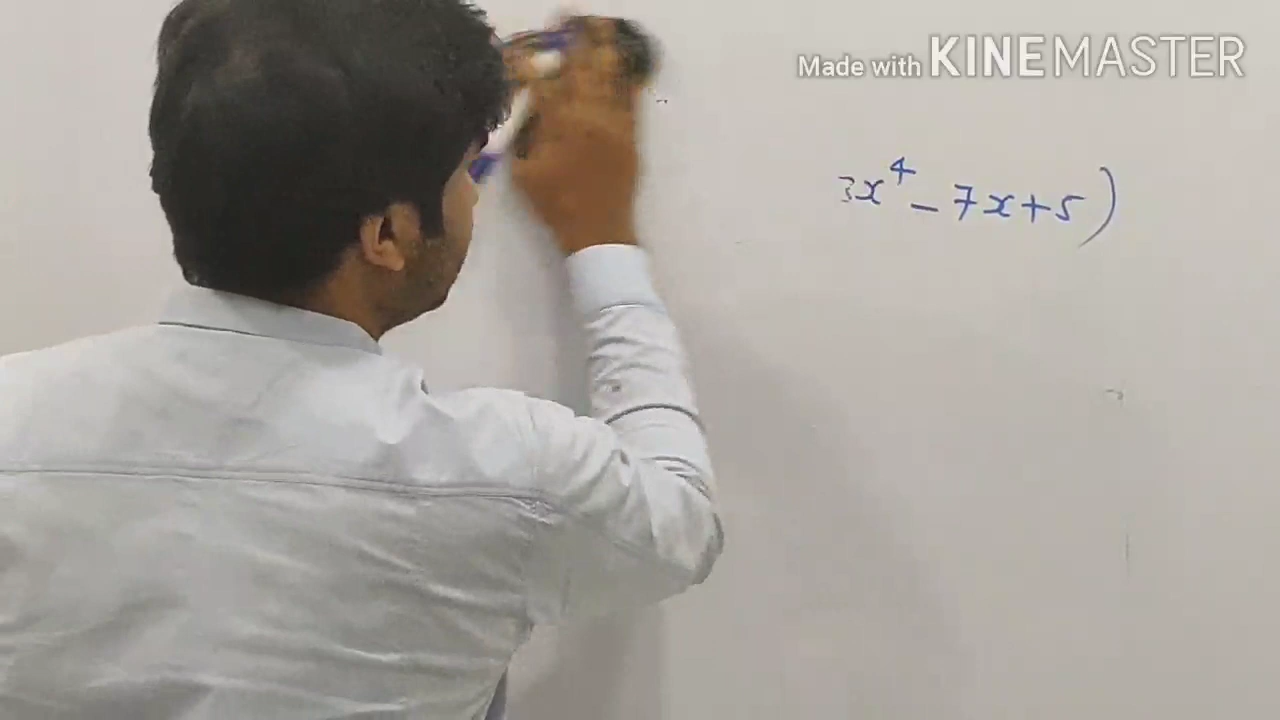 Made with KINEMASTER
3x⁴ - 7x + 5)